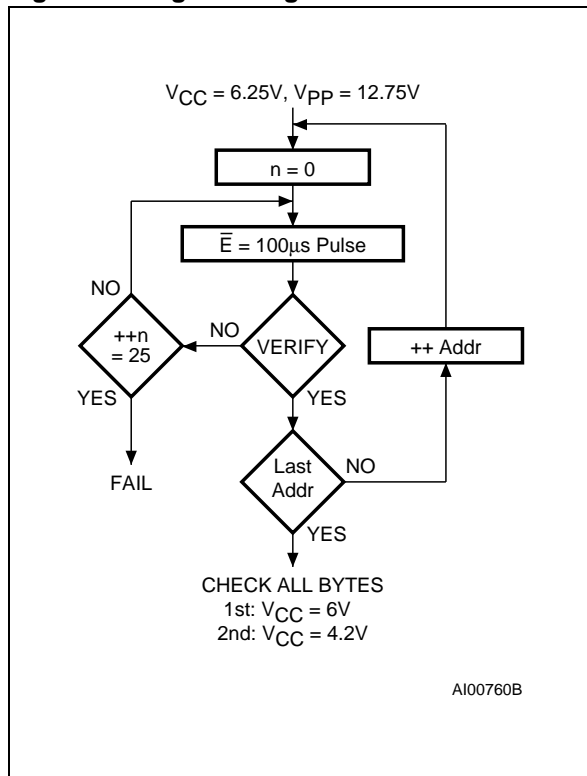 VCC = 6.25V, VPP = 12.75V
n = 0
E̅ = 100µs Pulse
NO
++n
= 25
NO
VERIFY
++ Addr
YES
YES
FAIL
Last
Addr
NO
YES
CHECK ALL BYTES
1st: VCC = 6V
2nd: VCC = 4.2V
AI00760B